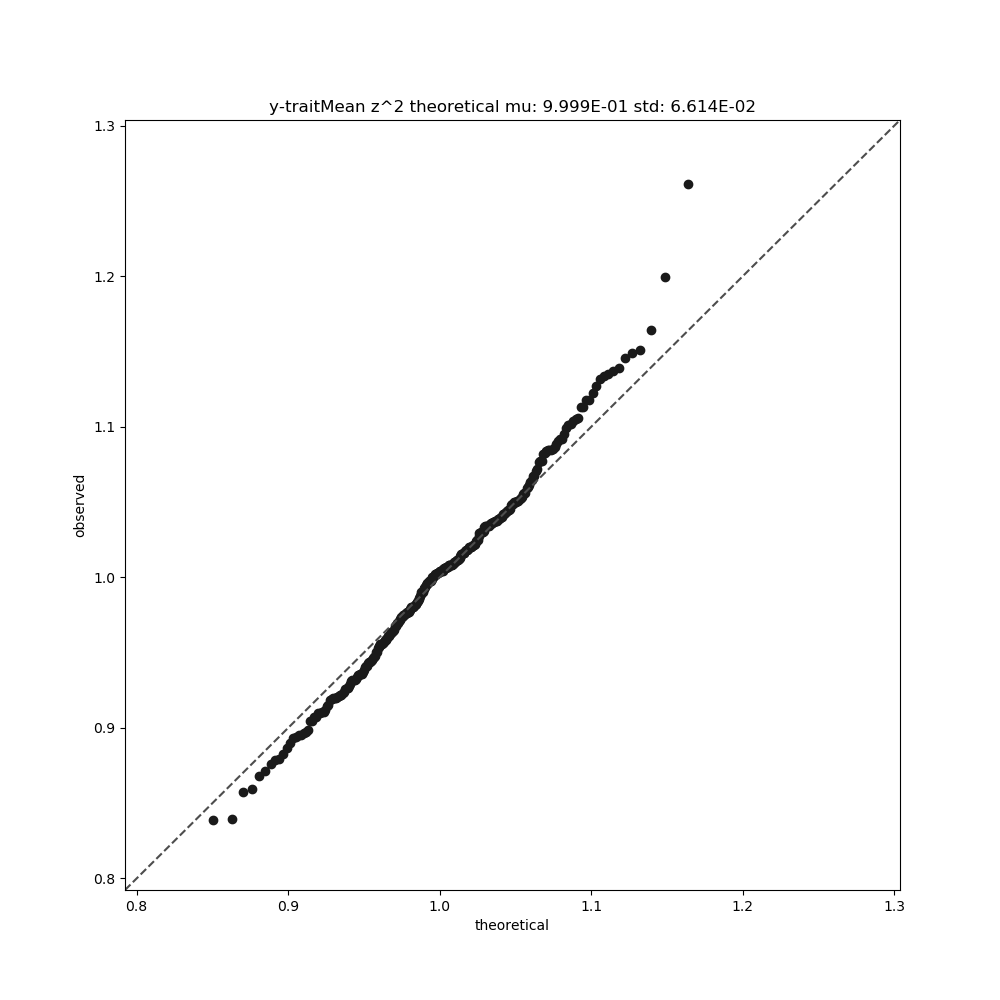 y-traitMean z^2 theoretical mu: 9.999E-01 std: 6.614E-02
1.3
1.2
1.1
1.0
0.9
0.8
observed
0.8 0.9 1.0 1.1 1.2 1.3
theoretical